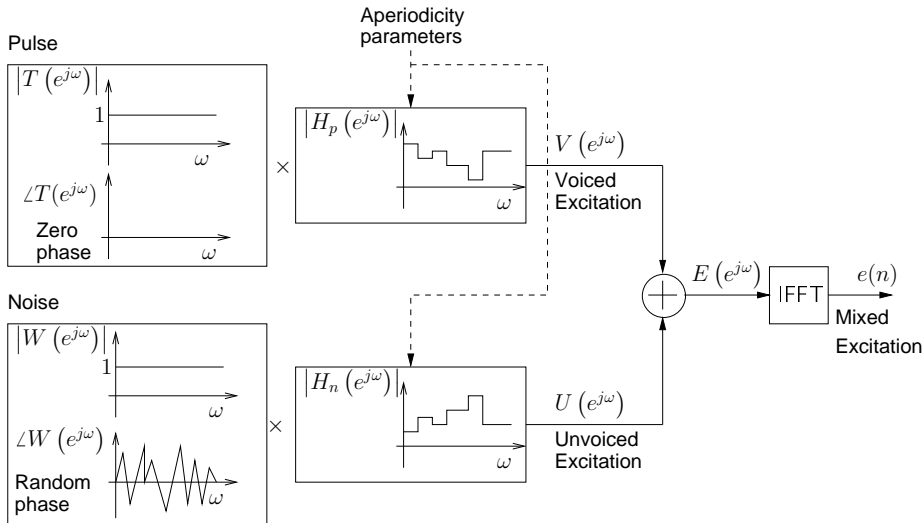 Aperiodicity
parameters
Pulse
|T (e^{jω})|
1
ω
∠T(e^{jω})
Zero
phase
ω
×
|H_p (e^{jω})|
ω
V (e^{jω})
Voiced
Excitation
E (e^{jω})
IFFT
e(n)
Mixed
Excitation
Noise
|W (e^{jω})|
1
ω
∠W (e^{jω})
Random
phase
ω
×
|H_n (e^{jω})|
ω
U (e^{jω})
Unvoiced
Excitation